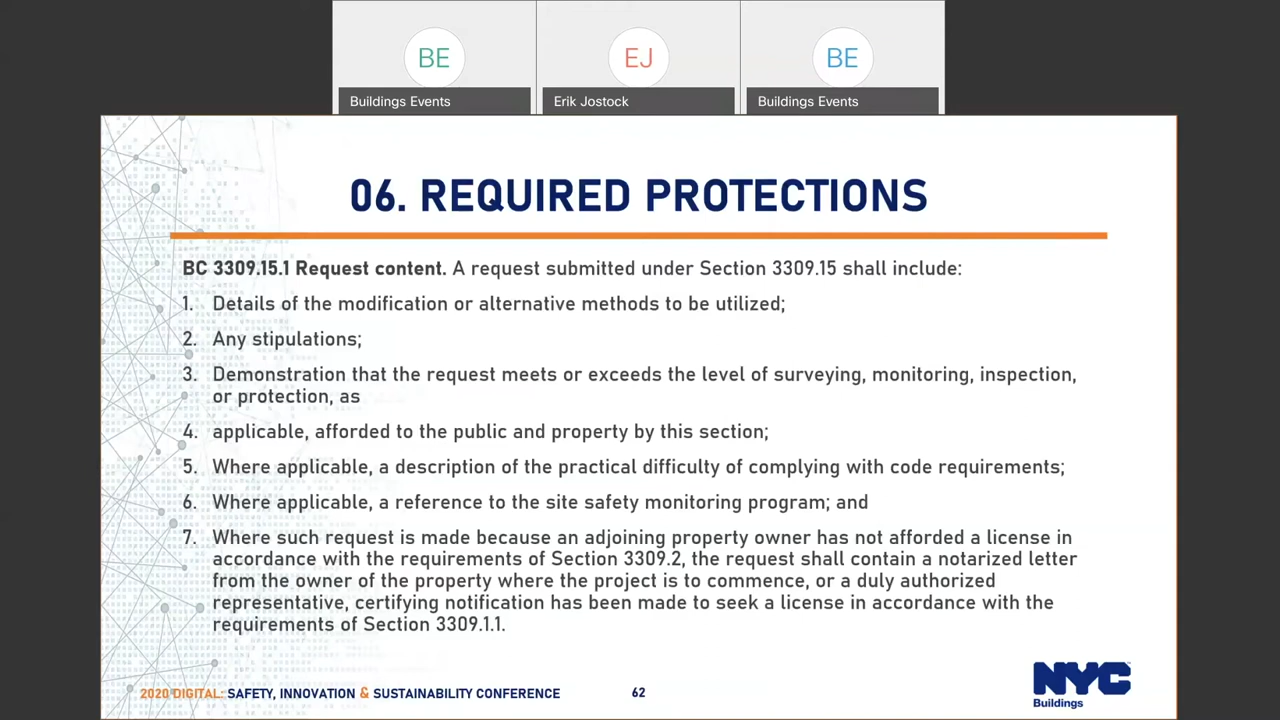 BE
EJ
BE
Buildings Events
Erik Jostock
Buildings Events
06. REQUIRED PROTECTIONS
BC 3309.15.1 Request content. A request submitted under Section 3309.15 shall include:
1. Details of the modification or alternative methods to be utilized;
2. Any stipulations;
3. Demonstration that the request meets or exceeds the level of surveying, monitoring, inspection,
or protection, as
4. applicable, afforded to the public and property by this section;
5. Where applicable, a description of the practical difficulty of complying with code requirements;
6. Where applicable, a reference to the site safety monitoring program; and
7. Where such request is made because an adjoining property owner has not afforded a license in
accordance with the requirements of Section 3309.2, the request shall contain a notarized letter
from the owner of the property where the project is to commence, or a duly authorized
representative, certifying notification has been made to seek a license in accordance with the
requirements of Section 3309.1.1.
2020 DIGITAL: SAFETY, INNOVATION & SUSTAINABILITY CONFERENCE
62
NYC
Buildings